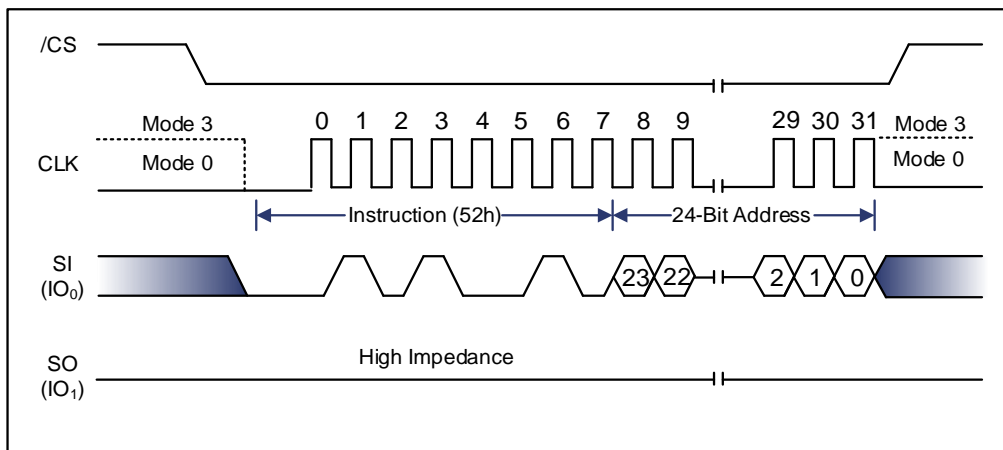 /CS
Mode 3
0 1 2 3 4 5 6 7 8 9 29 30 31
Mode 3
CLK
Mode 0
Mode 0
Instruction (52h)
24-Bit Address
SI
(IO₀)
23 22 2 1 0
High Impedance
SO
(IO₁)